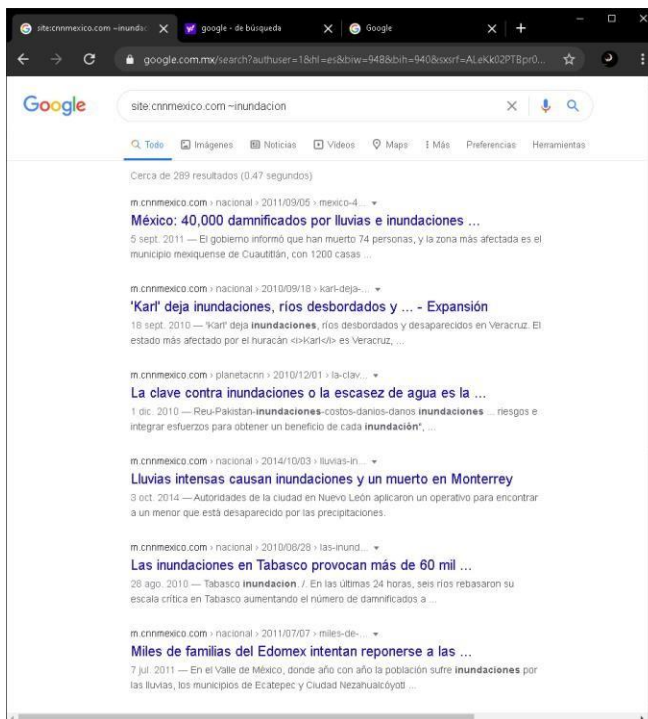 site:cnnmexico.com ~inundac
google - de búsqueda
Google
google.com.mx/search?authuser=1&hl=es&biw=948&bih=940&sxsrf=ALeKk02PTBpr0...
Google
site:cnnmexico.com ~inundacion
Todo Imágenes Noticias Videos Maps Más Preferencias Herramientas
Cerca de 289 resultados (0.47 segundos)
m.cnnmexico.com › nacional › 2011/09/05 › mexico-4...
México: 40,000 damnificados por lluvias e inundaciones ...
5 sept. 2011 — El gobierno informó que han muerto 74 personas, y la zona más afectada es el
municipio mexiquense de Cuautitlán, con 1200 casas ...
m.cnnmexico.com › nacional › 2010/09/18 › karl-deja-...
'Karl' deja inundaciones, ríos desbordados y ... - Expansión
18 sept. 2010 — 'Karl' deja inundaciones, ríos desbordados y desaparecidos en Veracruz. El
estado más afectado por el huracán <i>Karl</i> es Veracruz, ...
m.cnnmexico.com › planetacnn › 2010/12/01 › la-clav...
La clave contra inundaciones o la escasez de agua es la ...
1 dic. 2010 — Reu-Pakistan-inundaciones-costos-danios-danos inundaciones ... riesgos e
integrar esfuerzos para obtener un beneficio de cada inundación", ...
m.cnnmexico.com › nacional › 2014/10/03 › lluvias-in...
Lluvias intensas causan inundaciones y un muerto en Monterrey
3 oct. 2014 — Autoridades de la ciudad en Nuevo León aplicaron un operativo para encontrar
a un menor que está desaparecido por las precipitaciones.
m.cnnmexico.com › nacional › 2010/08/28 › las-inund...
Las inundaciones en Tabasco provocan más de 60 mil ...
28 ago. 2010 — Tabasco inundacion. /. En las últimas 24 horas, seis ríos rebasaron su
escala crítica en Tabasco aumentando el número de damnificados a ...
m.cnnmexico.com › nacional › 2011/07/07 › miles-de-...
Miles de familias del Edomex intentan reponerse a las ...
7 jul. 2011 — En el Valle de México, donde año con año la población sufre inundaciones por
las lluvias, los municipios de Ecatepec y Ciudad Nezahualcóyotl ...